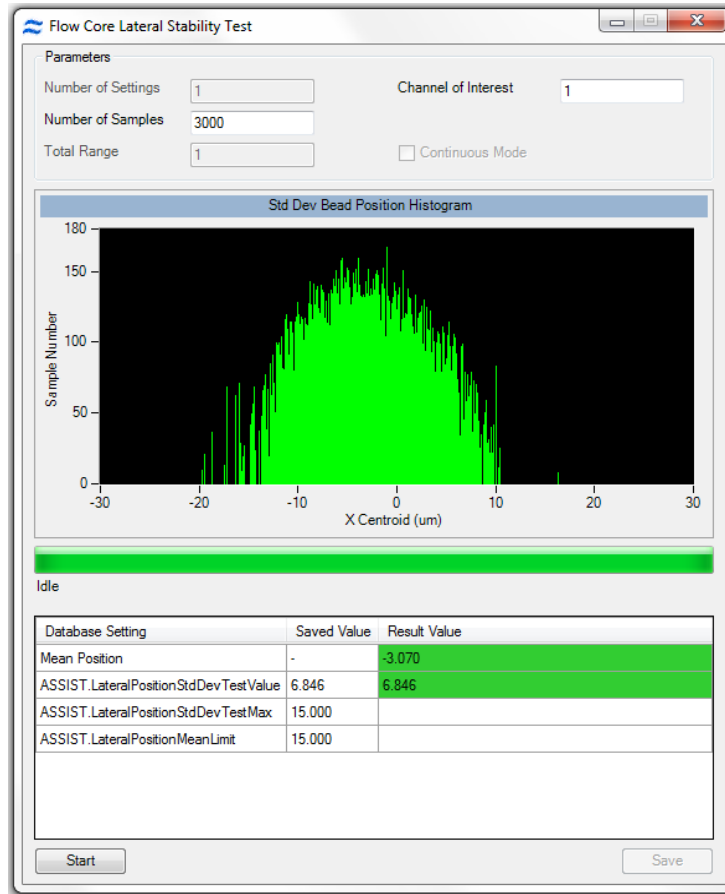 Flow Core Lateral Stability Test
Parameters
Number of Settings 1 Channel of Interest 1
Number of Samples 3000
Total Range 1 Continuous Mode
Std Dev Bead Position Histogram
180
150
100
50
0
Sample Number
-30 -20 -10 0 10 20 30
X Centroid (um)
Idle
Database Setting Saved Value Result Value
Mean Position - -3.070
ASSIST.LateralPositionStdDevTestValue 6.846 6.846
ASSIST.LateralPositionStdDevTestMax 15.000
ASSIST.LateralPositionMeanLimit 15.000
Start Save